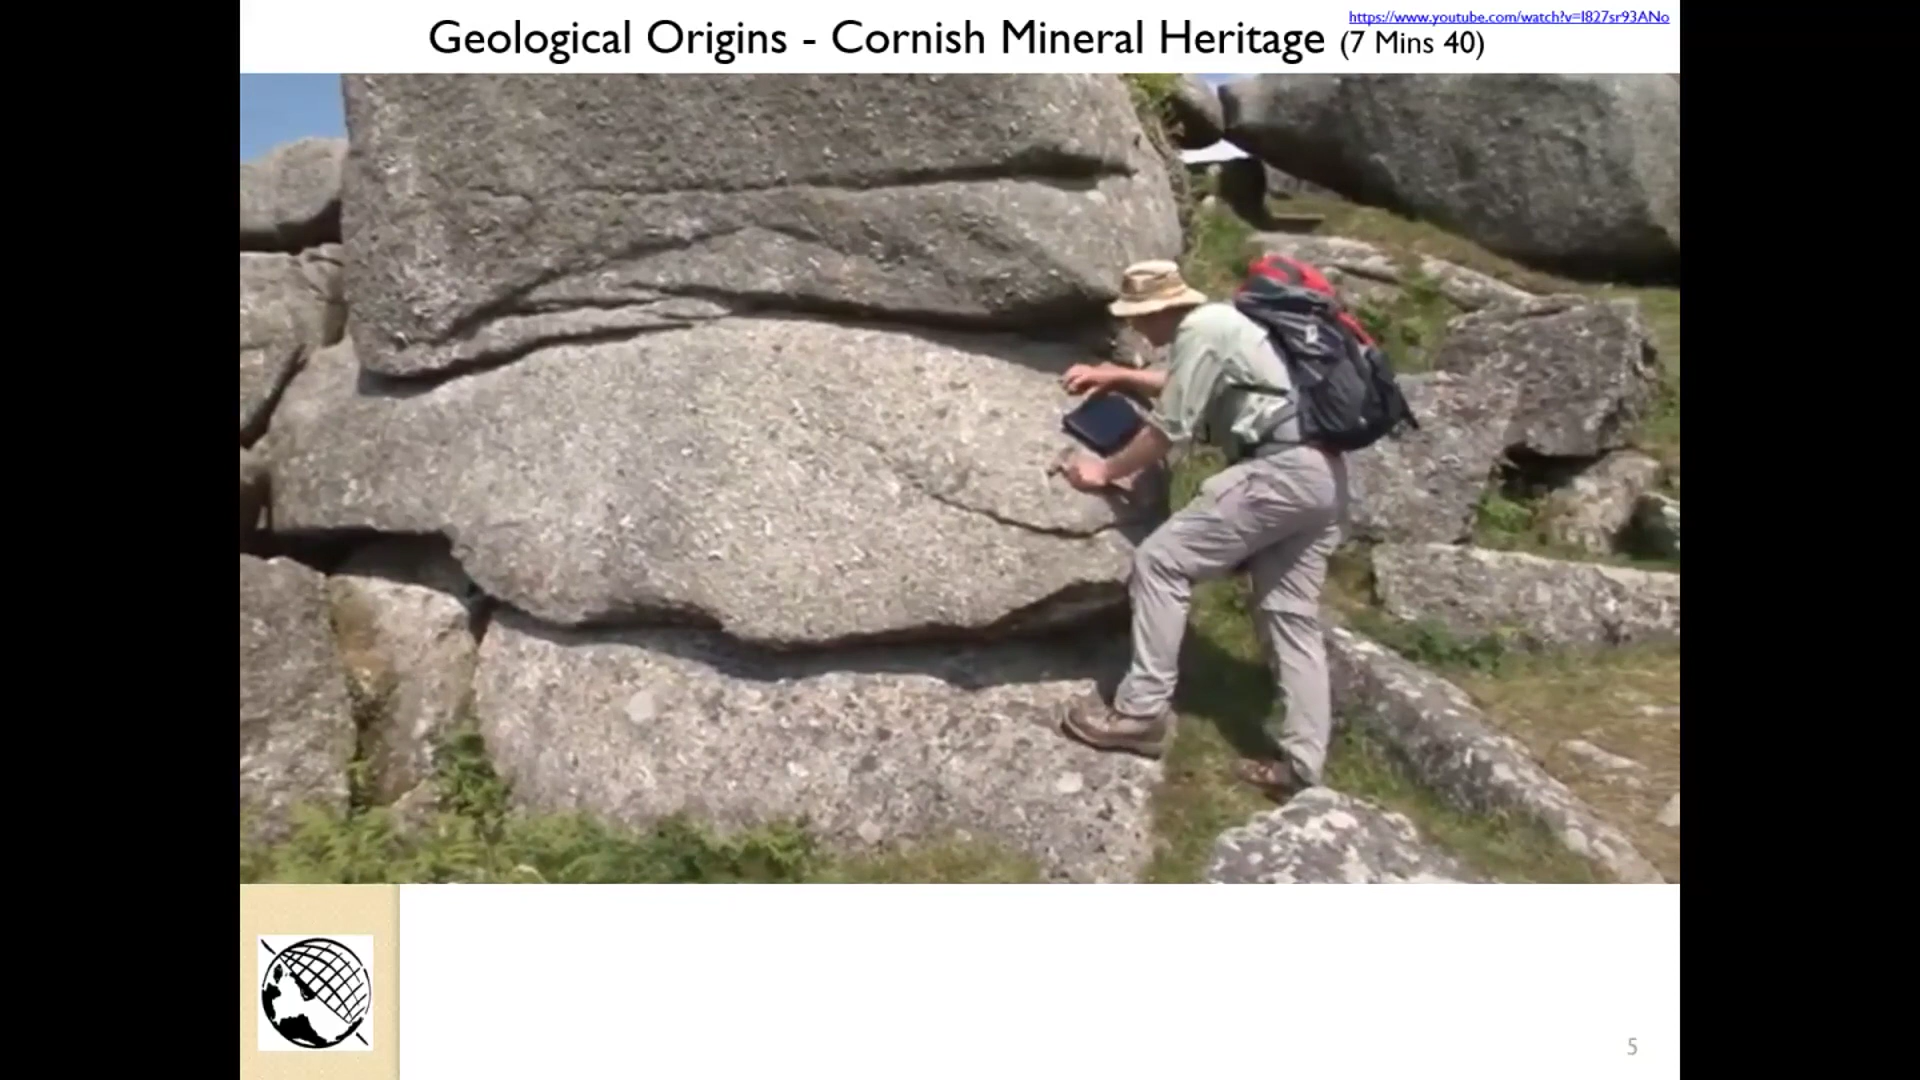 https://www.youtube.com/watch?v=I827sr93ANo
Geological Origins - Cornish Mineral Heritage (7 Mins 40)
5